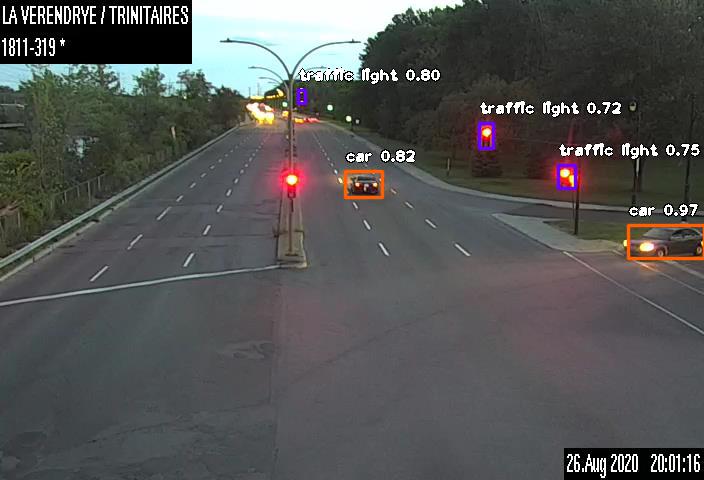 LA VERENDRYE / TRINITAIRES
1811-319 *
traffic light 0.80
traffic light 0.72
traffic light 0.75
car 0.82
car 0.97
26.Aug 2020 20:01:16